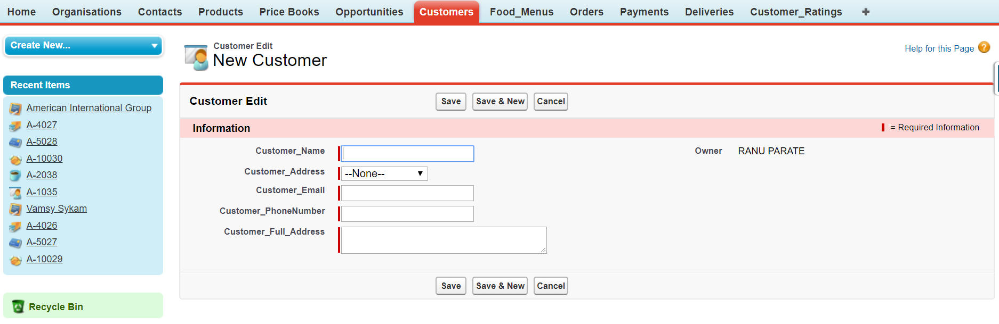 Home Organisations Contacts Products Price Books Opportunities Customers Food_Menus Orders Payments Deliveries Customer_Ratings +
Create New...
Recent Items
American International Group
A-4027
A-5028
A-10030
A-2038
A-1035
Vamsy Sykam
A-4026
A-5027
A-10029
Recycle Bin
Customer Edit
New Customer
Help for this Page ?
Customer Edit Save Save & New Cancel
Information = Required Information
Customer_Name Owner RANU PARATE
Customer_Address --None--
Customer_Email
Customer_PhoneNumber
Customer_Full_Address
Save Save & New Cancel